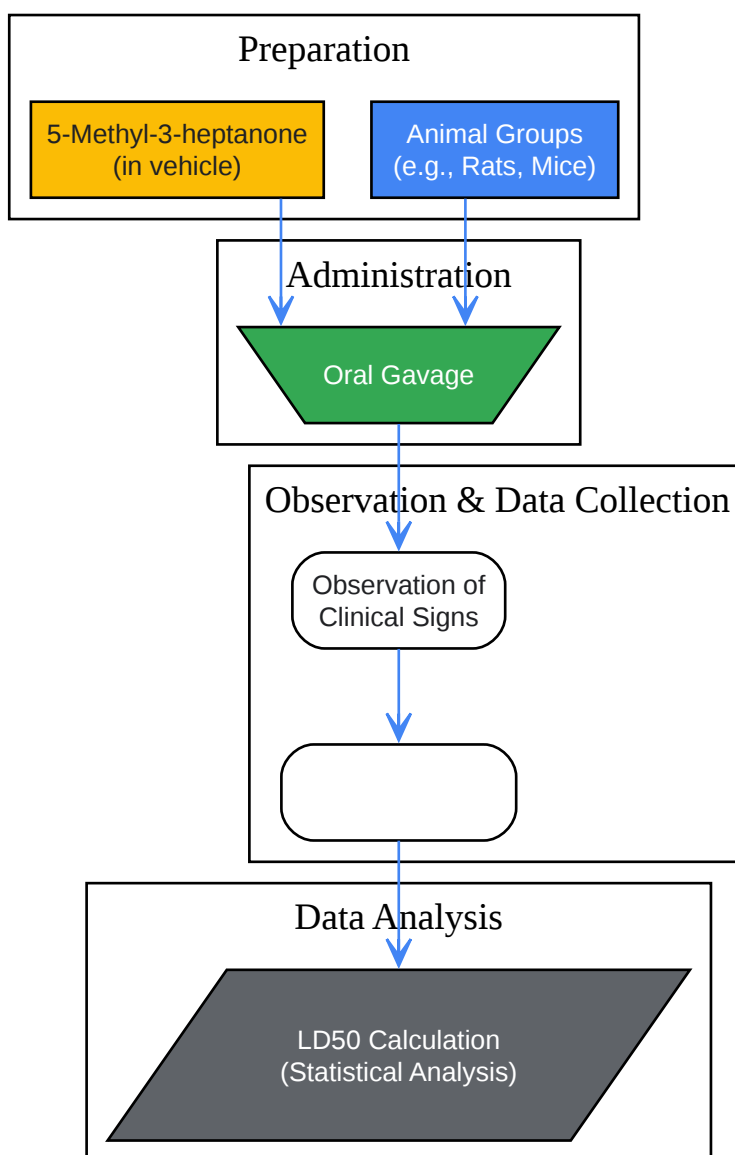 Preparation
5-Methyl-3-heptanone
(in vehicle)
Animal Groups
(e.g., Rats, Mice)
Administration
Oral Gavage
Observation & Data Collection
Observation of
Clinical Signs
Data Analysis
LD50 Calculation
(Statistical Analysis)